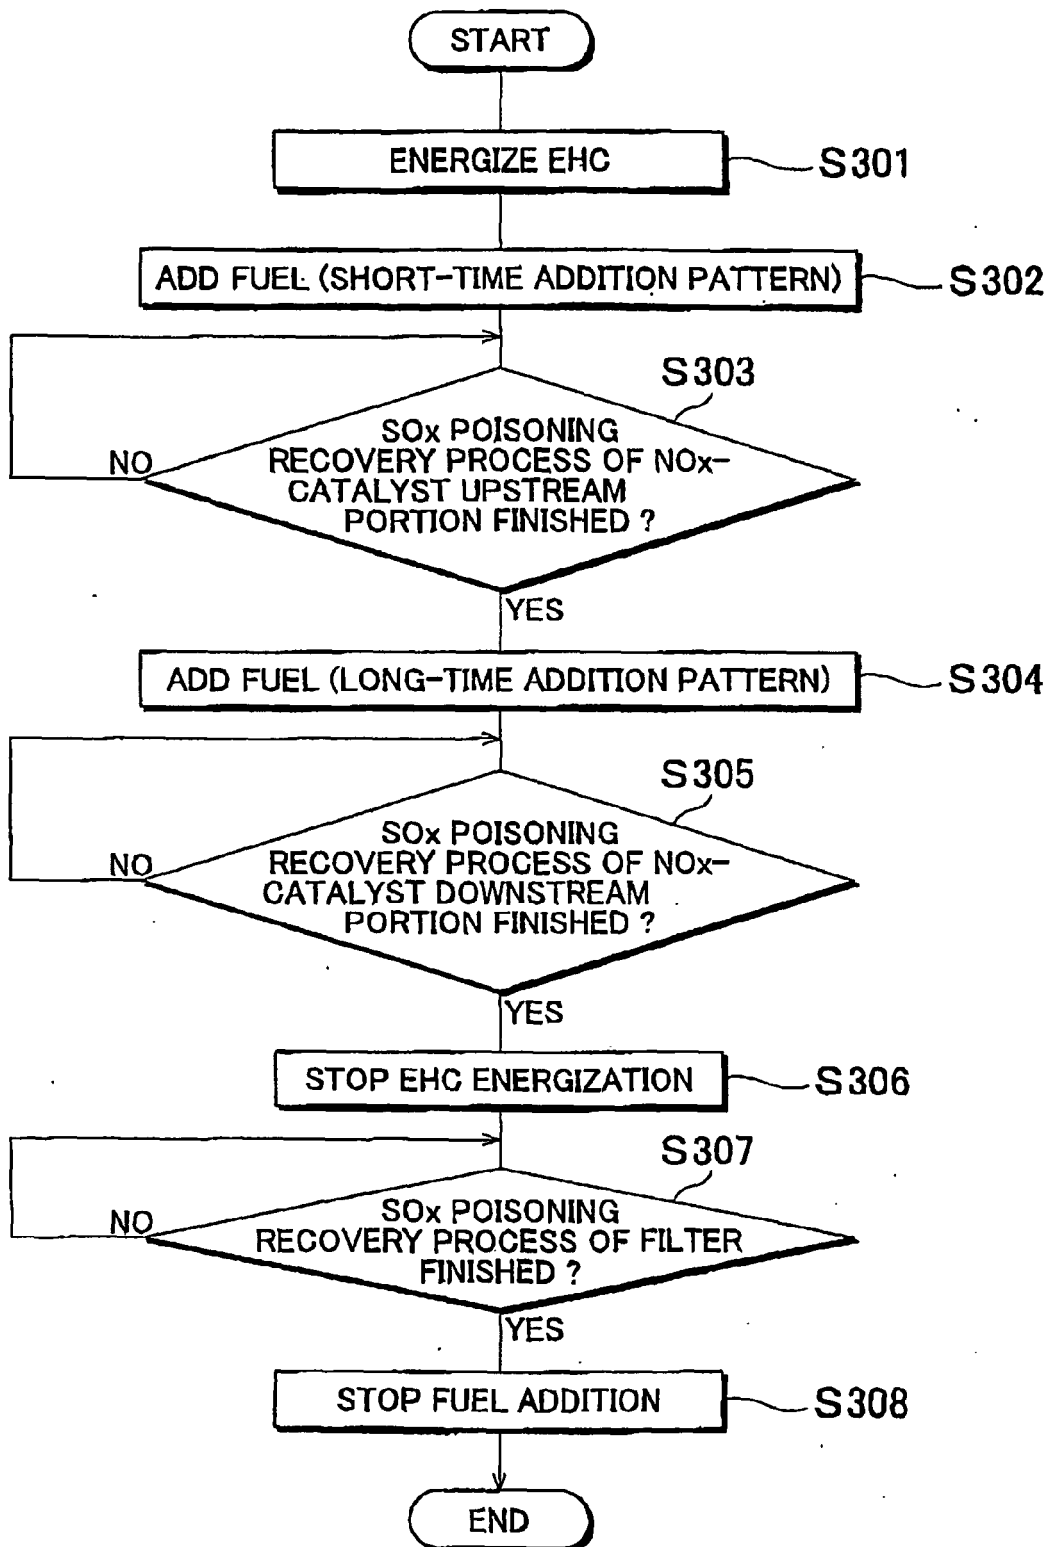 START
ENERGIZE EHC
S301
ADD FUEL (SHORT-TIME ADDITION PATTERN)
S302
S303
SOx POISONING
RECOVERY PROCESS OF NOx-
CATALYST UPSTREAM
PORTION FINISHED ?
NO
YES
ADD FUEL (LONG-TIME ADDITION PATTERN)
S304
S305
SOx POISONING
RECOVERY PROCESS OF NOx-
CATALYST DOWNSTREAM
PORTION FINISHED ?
NO
YES
STOP EHC ENERGIZATION
S306
S307
SOx POISONING
RECOVERY PROCESS OF FILTER
FINISHED ?
NO
YES
STOP FUEL ADDITION
S308
END